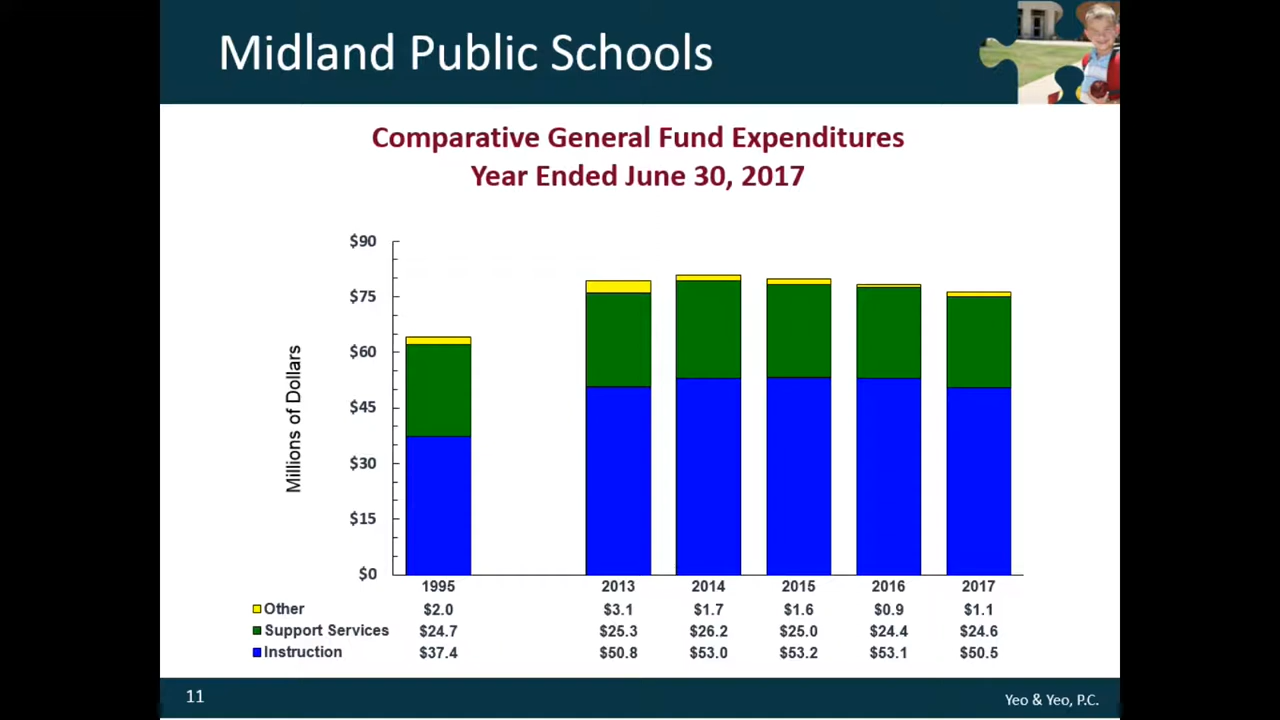 Midland Public Schools
Comparative General Fund Expenditures
Year Ended June 30, 2017
$90
$75
$60
$45
$30
$15
$0
Millions of Dollars
1995 2013 2014 2015 2016 2017
Other $2.0 $3.1 $1.7 $1.6 $0.9 $1.1
Support Services $24.7 $25.3 $26.2 $25.0 $24.4 $24.6
Instruction $37.4 $50.8 $53.0 $53.2 $53.1 $50.5
11
Yeo & Yeo, P.C.